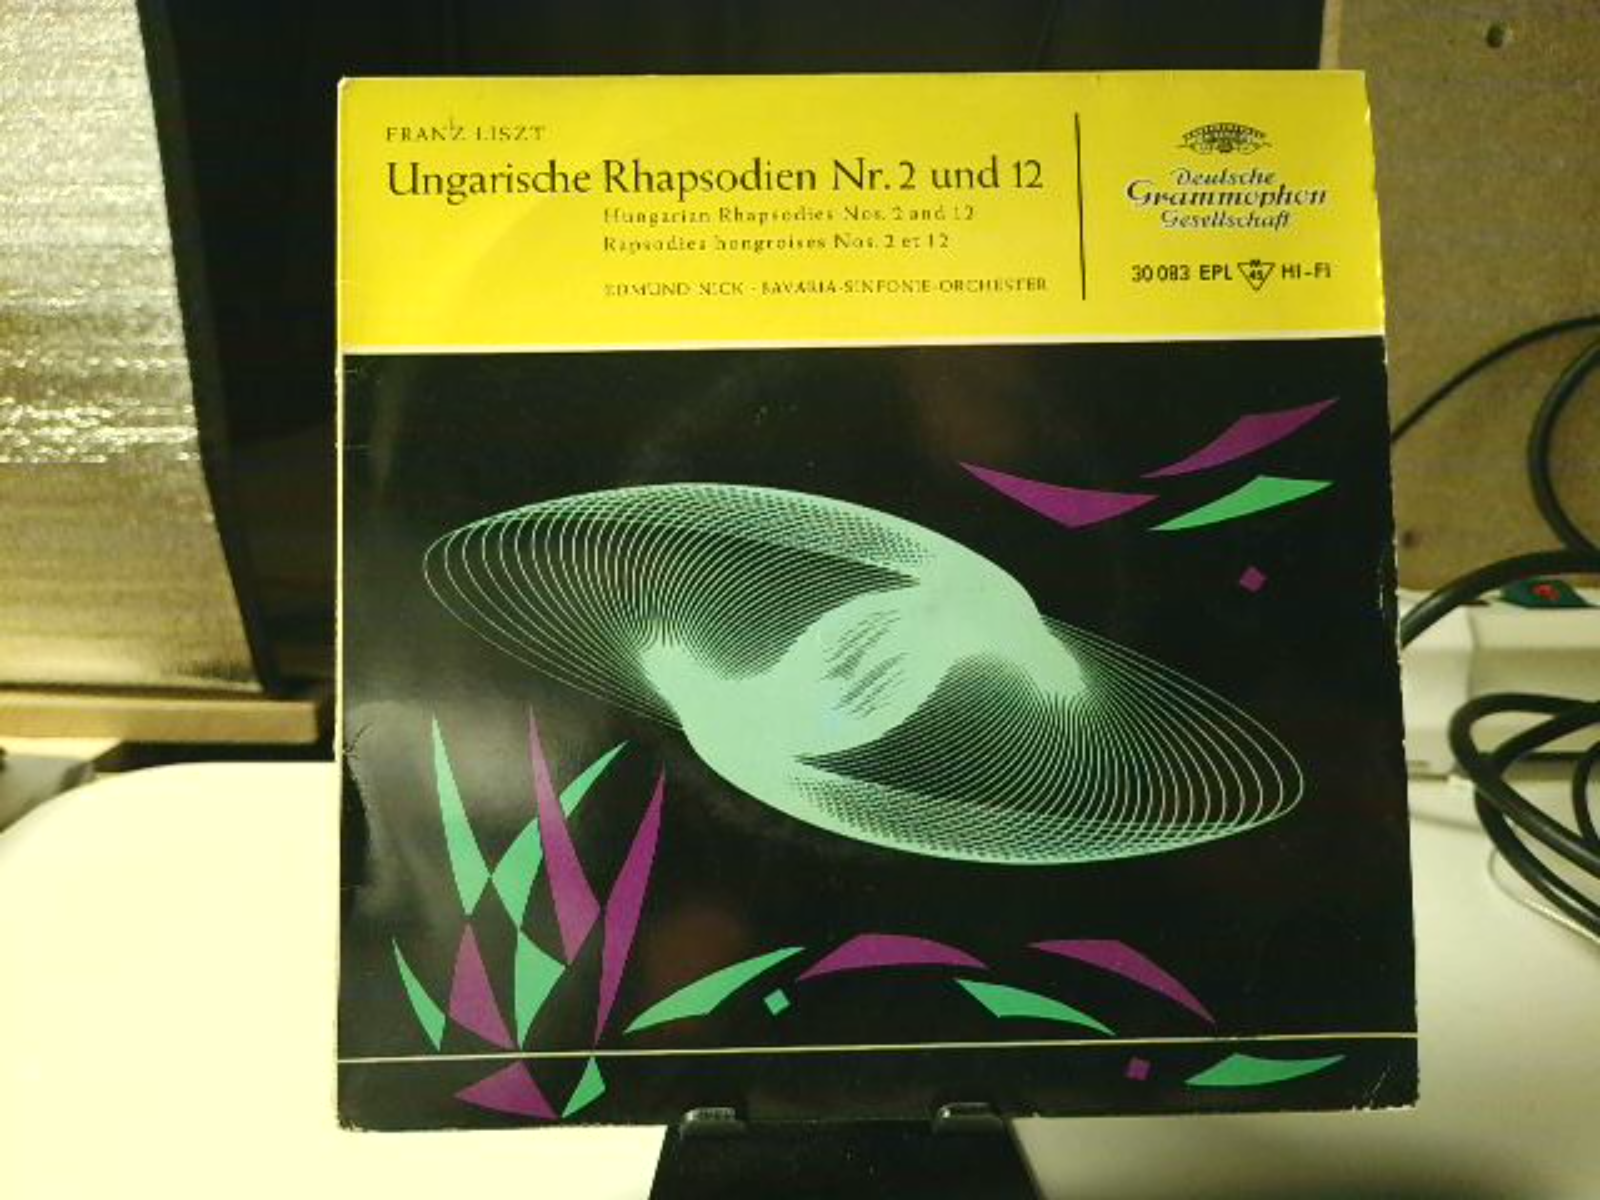 FRANZ LISZT
Ungarische Rhapsodien Nr. 2 und 12
Hungarian Rhapsodies Nos. 2 and 12
Rapsodies hongroises Nos. 2 et 12
EDMUND NICK · BAVARIA-SINFONIE-ORCHESTER
Deutsche
Grammophon
Gesellschaft
30 083 EPL M 45 HI-FI